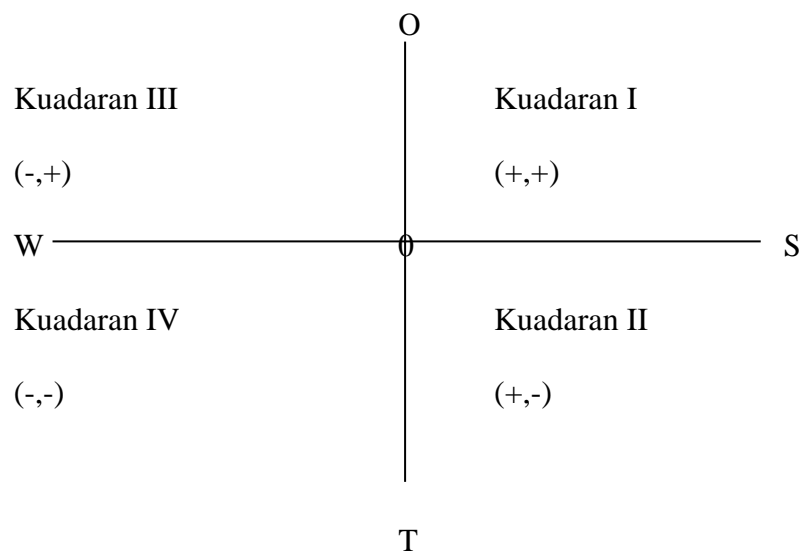 O
Kuadaran III Kuadaran I
(-,+) (+,+)
W 0 S
Kuadaran IV Kuadaran II
(-,-) (+,-)
T